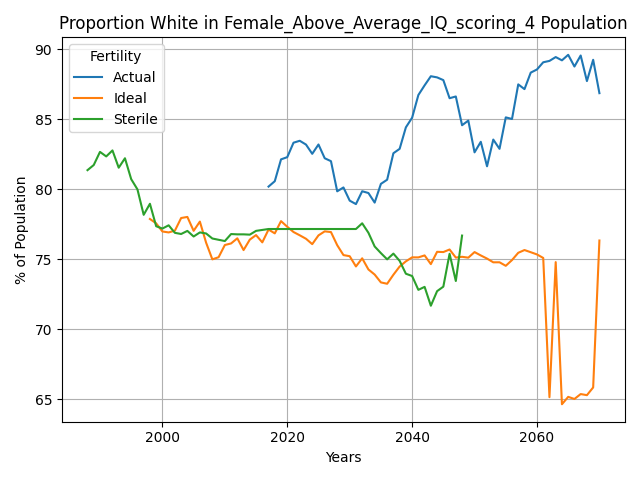 Proportion White in Female_Above_Average_IQ_scoring_4 Population
Fertility
Actual
Ideal
Sterile
% of Population
90
85
80
75
70
65
2000
2020
2040
2060
Years